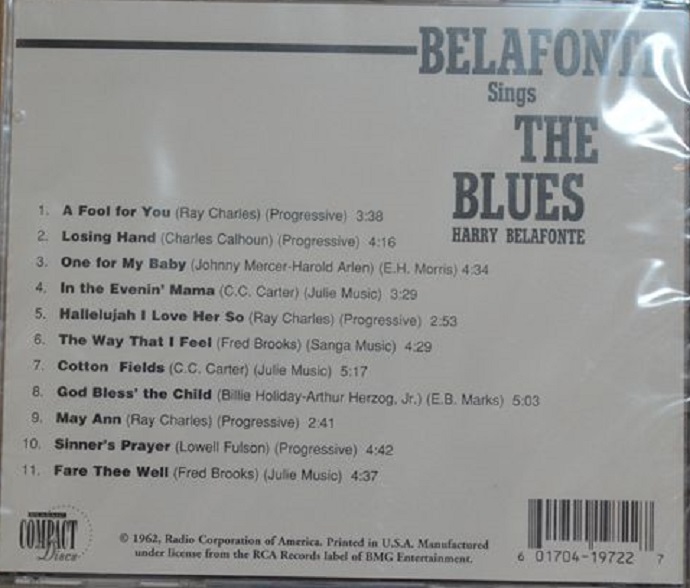 BELAFONTE
Sings
THE
BLUES
HARRY BELAFONTE
1. A Fool for You (Ray Charles) (Progressive) 3:38
2. Losing Hand (Charles Calhoun) (Progressive) 4:16
3. One for My Baby (Johnny Mercer-Harold Arlen) (E.H. Morris) 4:34
4. In the Evenin' Mama (C.C. Carter) (Julie Music) 3:29
5. Hallelujah I Love Her So (Ray Charles) (Progressive) 2:53
6. The Way That I Feel (Fred Brooks) (Sanga Music) 4:29
7. Cotton Fields (C.C. Carter) (Julie Music) 5:17
8. God Bless' the Child (Billie Holiday-Arthur Herzog, Jr.) (E.B. Marks) 5:03
9. May Ann (Ray Charles) (Progressive) 2:41
10. Sinner's Prayer (Lowell Fulson) (Progressive) 4:42
11. Fare Thee Well (Fred Brooks) (Julie Music) 4:37
COMPACT
Discs
© 1962, Radio Corporation of America. Printed in U.S.A. Manufactured
under license from the RCA Records label of BMG Entertainment.
6 01704-19722 7